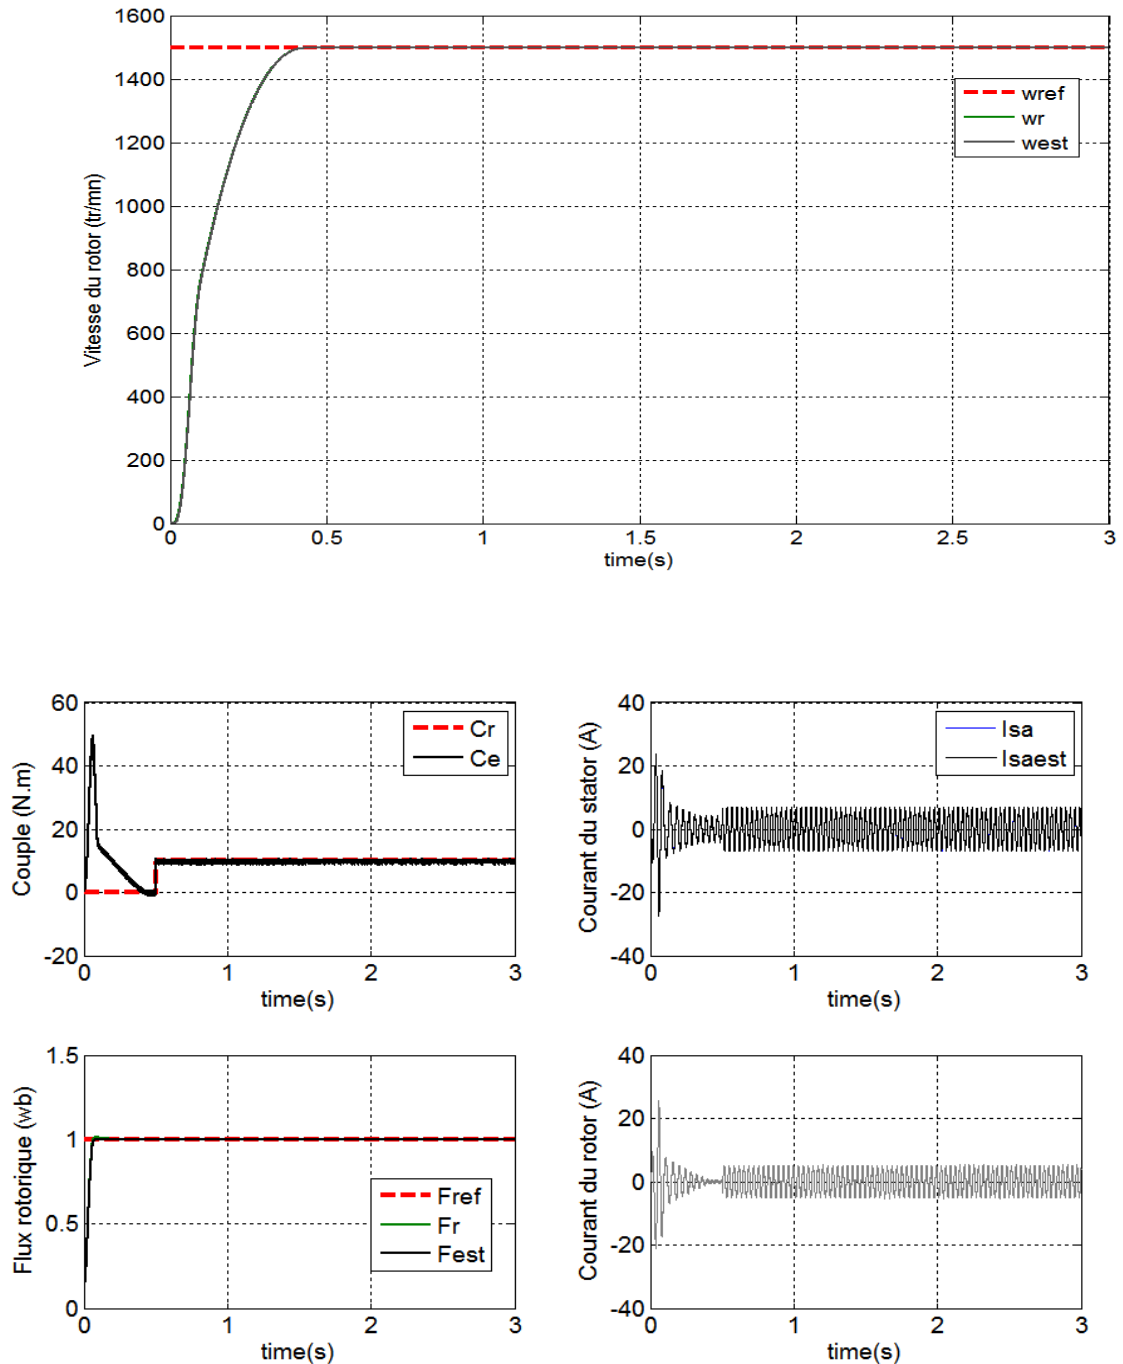 1600
1400
1200
1000
800
600
400
200
0
Vitesse du rotor (tr/mn)
wref
wr
west
0 0.5 1 1.5 2 2.5 3
time(s)
60
40
20
0
-20
Couple (N.m)
Cr
Ce
0 1 2 3
time(s)
40
20
0
-20
-40
Courant du stator (A)
Isa
Isaest
0 1 2 3
time(s)
1.5
1
0.5
0
Flux rotorique (wb)
Fref
Fr
Fest
0 1 2 3
time(s)
40
20
0
-20
-40
Courant du rotor (A)
0 1 2 3
time(s)